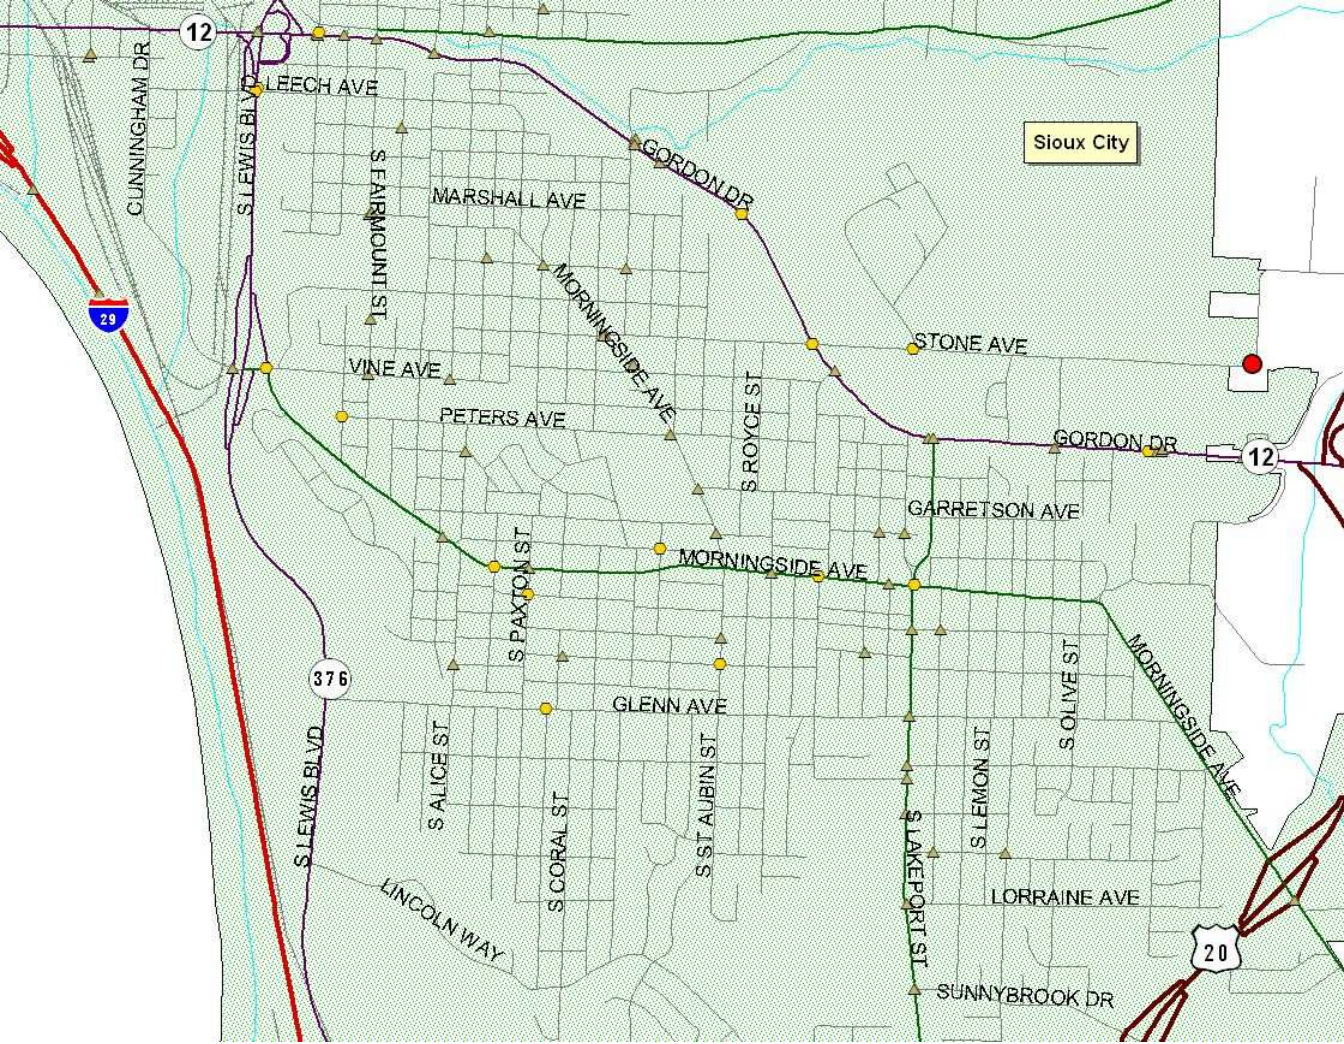 12
CUNNINGHAM DR
S LEWIS BLVD
LEECH AVE
S FAIRMOUNT ST
MARSHALL AVE
GORDON DR
Sioux City
MORNINGSIDE AVE
29
VINE AVE
STONE AVE
PETERS AVE
S ROYCE ST
GORDON DR
12
GARRETSON AVE
S PAXTON ST
MORNINGSIDE AVE
376
GLENN AVE
S OLIVE ST
MORNINGSIDE AVE
S LEWIS BLVD
S ALICE ST
S CORAL ST
S ST AUBIN ST
S LEMON ST
S LAKEPORT ST
LINCOLN WAY
LORRAINE AVE
20
SUNNYBROOK DR